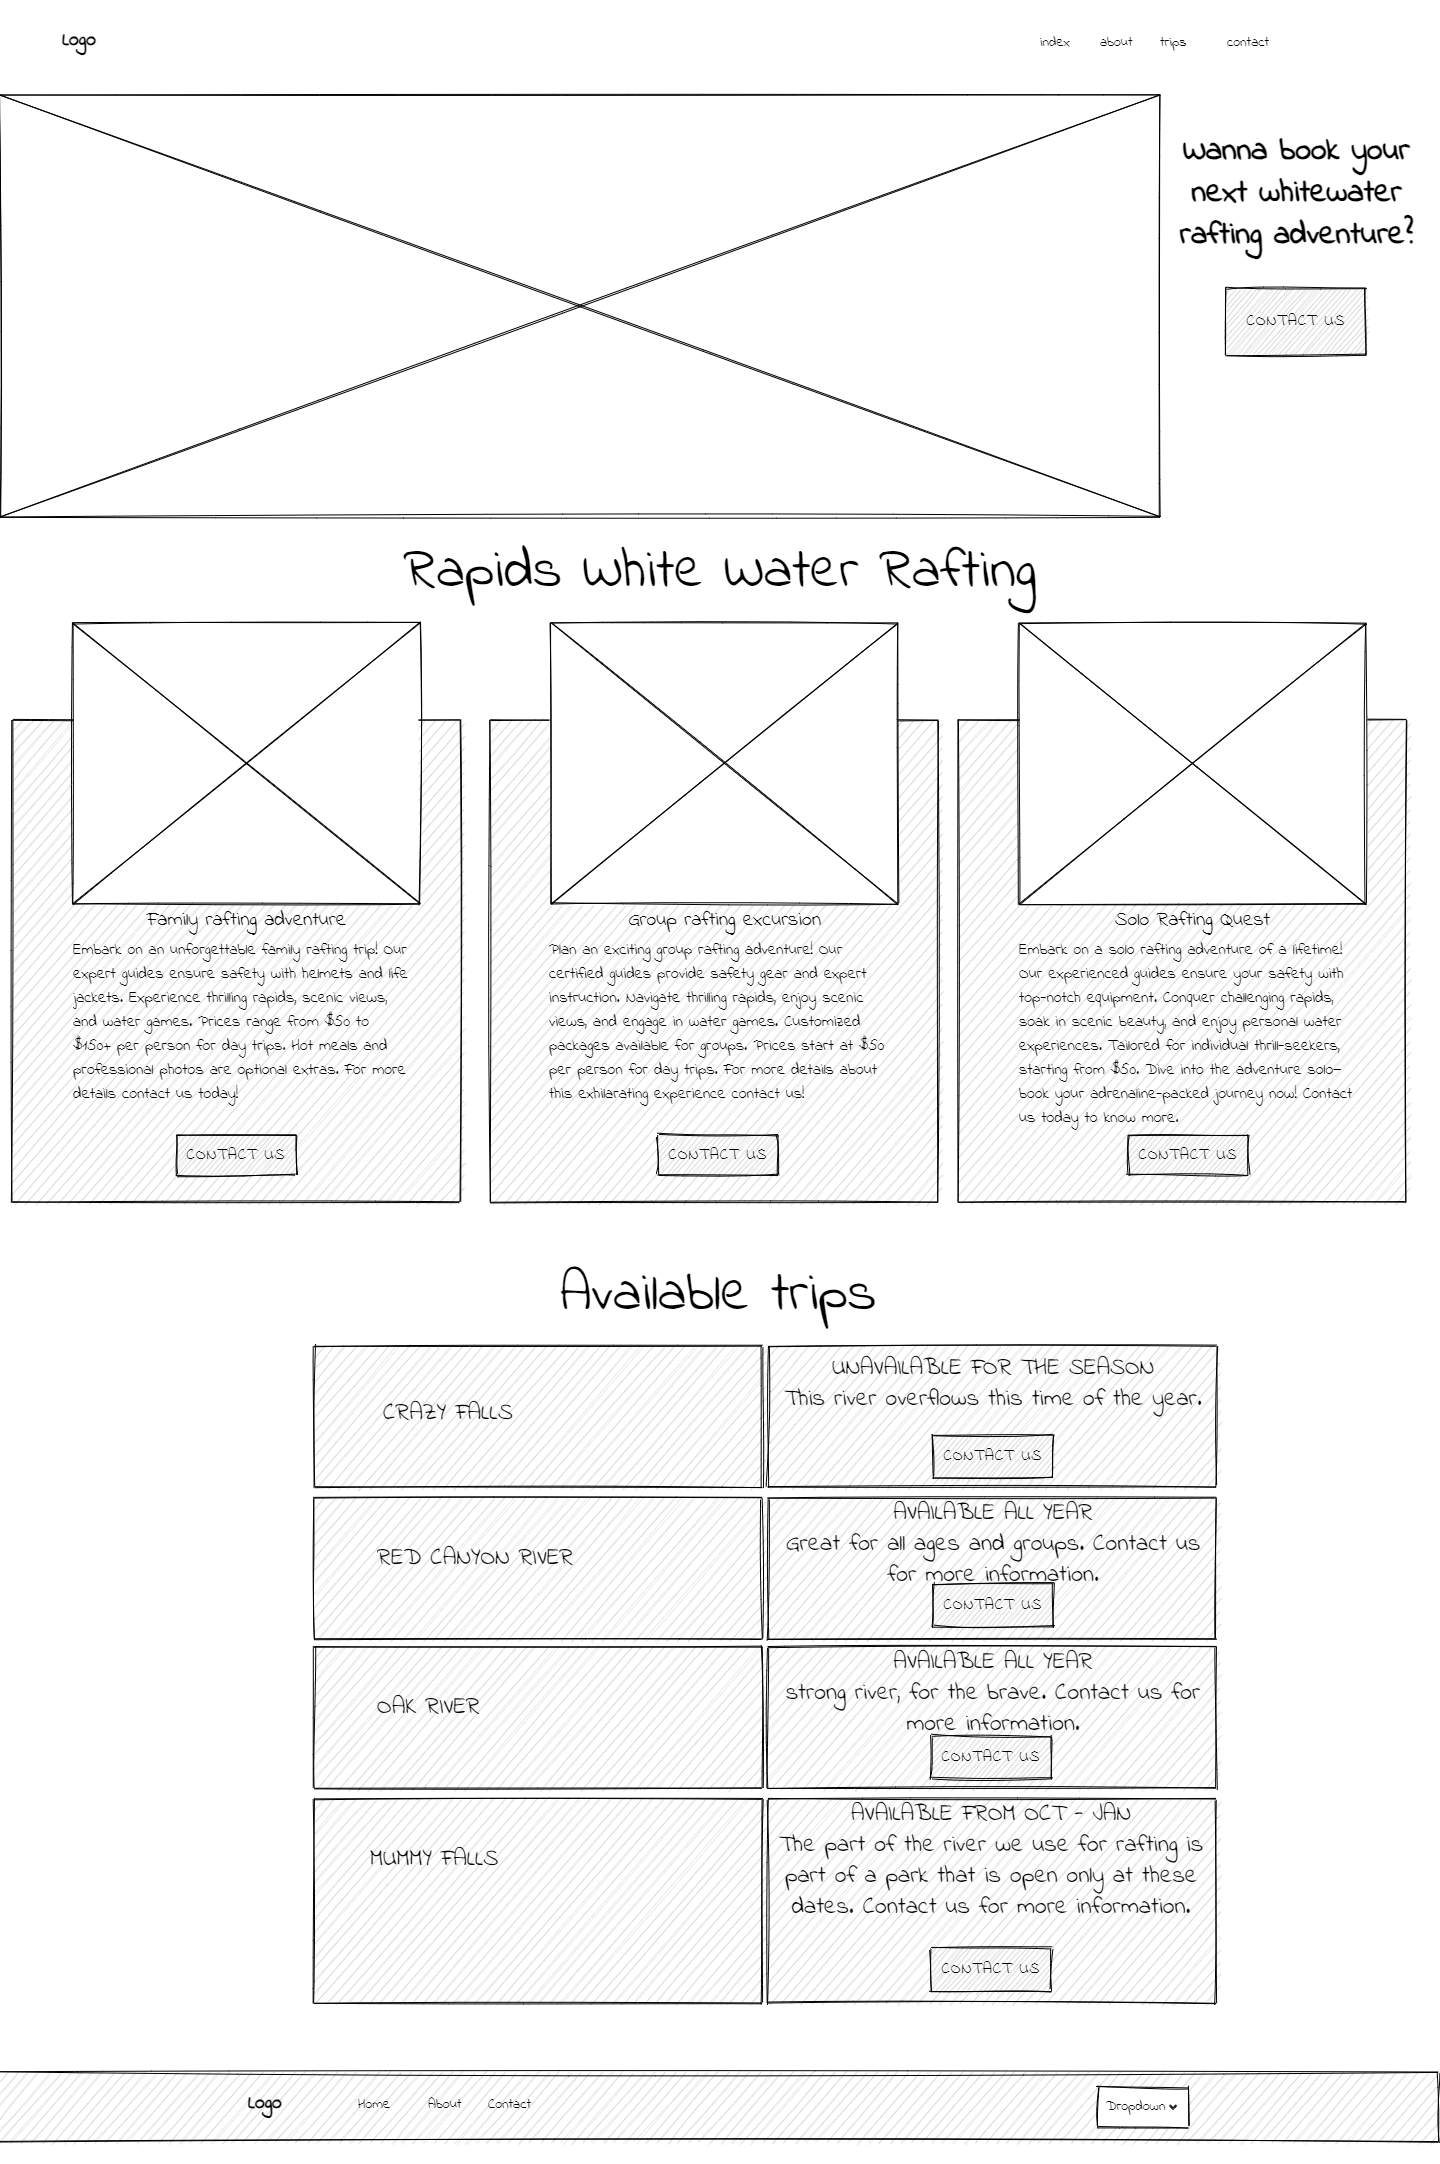 Logo
index about trips contact
Wanna book your
next whitewater
rafting adventure?
CONTACT US
Rapids White Water Rafting
Family rafting adventure
Embark on an unforgettable family rafting trip! Our
expert guides ensure safety with helmets and life
jackets. Experience thrilling rapids, scenic views,
and water games. Prices range from $50 to
$150+ per person for day trips. Hot meals and
professional photos are optional extras. For more
details contact us today!
CONTACT US
Group rafting excursion
Plan an exciting group rafting adventure! Our
certified guides provide safety gear and expert
instruction. Navigate thrilling rapids, enjoy scenic
views, and engage in water games. Customized
packages available for groups. Prices start at $50
per person for day trips. For more details about
this exhilarating experience contact us!
CONTACT US
Solo Rafting Quest
Embark on a solo rafting adventure of a lifetime!
Our experienced guides ensure your safety with
top-notch equipment. Conquer challenging rapids,
soak in scenic beauty, and enjoy personal water
experiences. Tailored for individual thrill-seekers,
starting from $50. Dive into the adventure solo—
book your adrenaline-packed journey now! Contact
us today to know more.
CONTACT US
Available trips
CRAZY FALLS
UNAVAILABLE FOR THE SEASON
This river overflows this time of the year.
CONTACT US
RED CANYON RIVER
AVAILABLE ALL YEAR
Great for all ages and groups. Contact us
for more information.
CONTACT US
OAK RIVER
AVAILABLE ALL YEAR
strong river, for the brave. Contact us for
more information.
CONTACT US
MUMMY FALLS
AVAILABLE FROM OCT - JAN
The part of the river we use for rafting is
part of a park that is open only at these
dates. Contact us for more information.
CONTACT US
Logo Home About Contact Dropdown